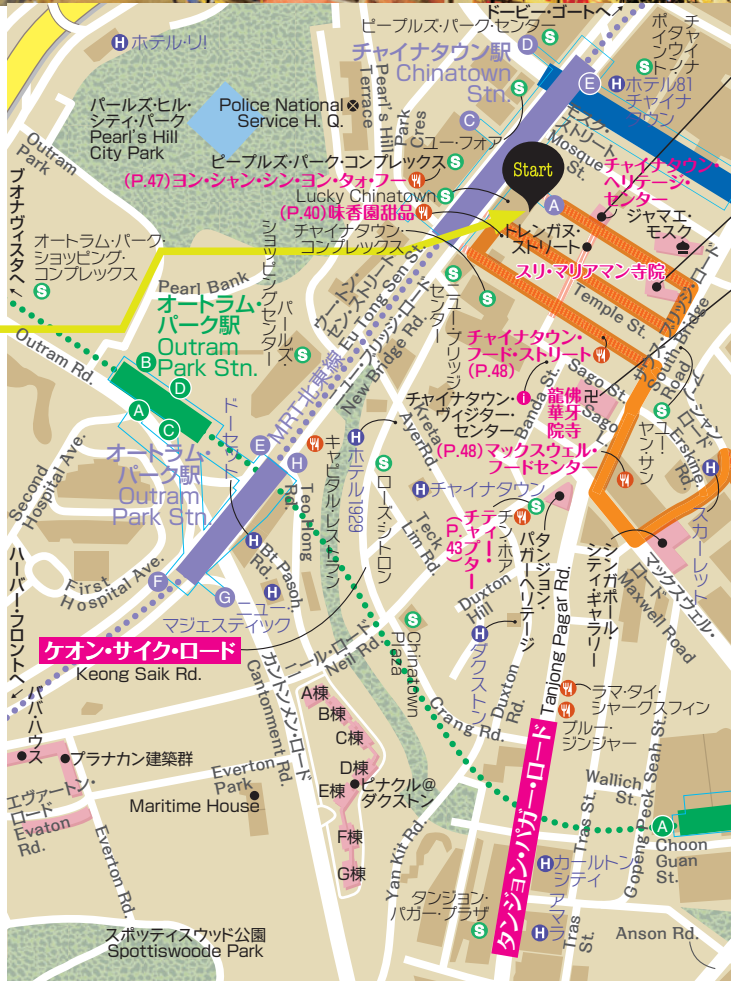 ドービー・ゴートへ↗
ピープルズ・パーク・センター
S
チャイナタウン・
ポイント
S
H ホテル・リ!
チャイナタウン駅
Chinatown
Stn.
D
E
C
A
H ホテル81
チャイナ
タウン
パールズ・ヒル・
シティ・パーク
Pearl's Hill
City Park
Police National
Service H. Q.
Pearl's Hill
Terrace
Park
Cres
ユー・フォア
モスク・
ストリート
Mosque
St.
Start
Outram
Park
ブオナヴィスタへ
ピープルズ・パーク・コンプレックス S
(P.47)ヨン・シャン・シン・ヨン・タォ・フー
Lucky Chinatown S
(P.40)味香園甜品
チャイナタウン・
コンプレックス
チャイナタウン・
ヘリテージ・
センター
ジャマエ・
モスク
トレンガヌ・
ストリート
スリ・マリアマン寺院
オートラム・パーク・
ショッピング・
コンプレックス
S
Pearl Bank
パールズ・
ショッピングセンター
S
ウートン・
セン・ストリート
Eu Tong Sen St.
ニュー・ブリッジ・ロード
New Bridge Rd.
ニュー・ブリッジ・
センター
S
Temple St.
サウス・ブリッジ・ロード
South Bridge
Road
オートラム・
パーク駅
Outram
Park Stn.
B
D
A
C
Outram Rd.
MRT北東線
チャイナタウン・
フード・ストリート
(P.48)
Sago St.
Sago
Banda St.
チャイナタウン・
ヴィジター・
センター
i
龍華院
佛牙寺
卍
(P.48)マックスウェル・
フードセンター
S
ユー・
ヤンサン
Erskine
Rd.
H
スカーレット
Kreta
Ayer Rd.
ドーセット
オートラム・
パーク駅
Outram
Park Stn.
E
H
F
G
Second
Hospital Ave.
First
Hospital Ave.
Teo Hong
Rd.
キャピタル・レストラン
H
ホテル1929
S
ローズ・シトロン
H チャイナタウン
Teck
Lim Rd.
ティー・
チャプター
(P.
43)
S
チン・ホア
タンジョン・
パガーヘリテージ
シンガポール・
シティ・ギャラリー
マックスウェル・
ロード
Maxwell Road
H
Bt Pasoh
Rd.
H
ニュー・
マジェスティック
ハーバー・フロントへ
ケオン・サイク・ロード
Keong Saik Rd.
ニール・ロード
Neil Rd.
カントンメン・ロード
Cantonment Rd.
S
Chinatown
Plaza
Duxton
Hill
H
ダクストン
Duxton
Rd.
Tanjong Pagar Rd.
Crang Rd.
ラマ・タイ・
シャークスフィン
ブルー・
ジンジャー
ババ・ハウス
プラナカン建築群
A棟
B棟
C棟
D棟
E棟
F棟
G棟
ピナクル@
ダクストン
Everton
Park
Maritime House
エヴァートン・
ロード
Evaton
Rd.
Everton Rd.
Yan Kit Rd.
タンジョン・パガー・ロード
Wallich
St.
Gopeng Peck Seah St.
Tras St.
A
Choon
Guan
St.
H カールトン
シティ
アマラ
H
Tras
St.
タンジョン・
パガー・プラザ
S
Anson Rd.
スポッティスウッド公園
Spottiswoode Park